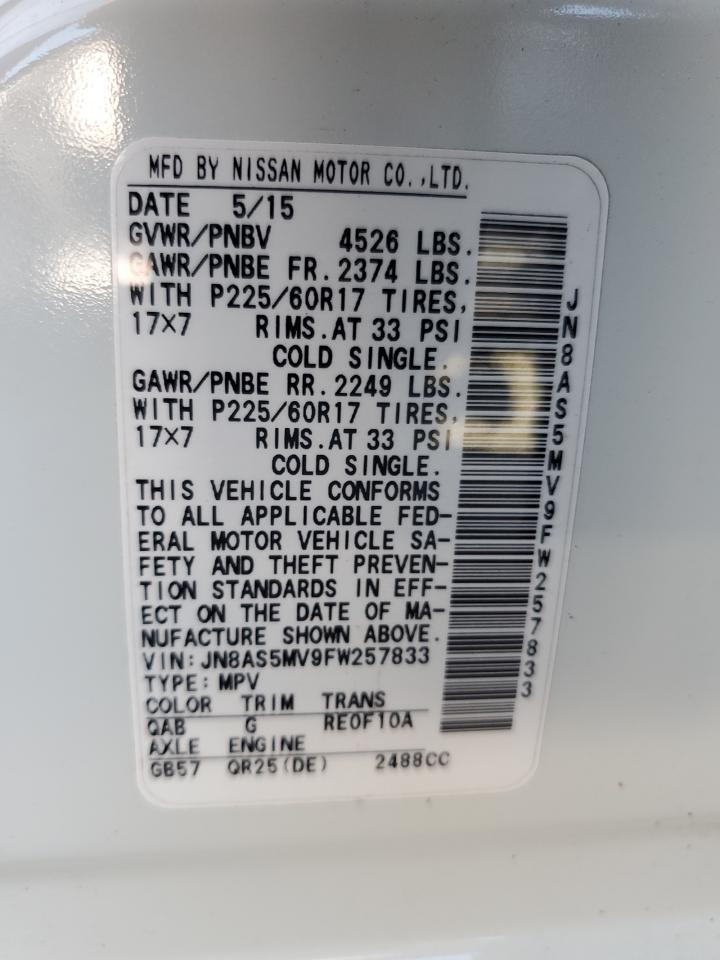 MFD BY NISSAN MOTOR CO.,LTD.
DATE 5/15
GVWR/PNBV 4526 LBS.
GAWR/PNBE FR.2374 LBS.
WITH P225/60R17 TIRES,
17X7 RIMS.AT 33 PSI
COLD SINGLE.
GAWR/PNBE RR.2249 LBS.
WITH P225/60R17 TIRES,
17X7 RIMS.AT 33 PSI
COLD SINGLE.
THIS VEHICLE CONFORMS
TO ALL APPLICABLE FED-
ERAL MOTOR VEHICLE SA-
FETY AND THEFT PREVEN-
TION STANDARDS IN EFF-
ECT ON THE DATE OF MA-
NUFACTURE SHOWN ABOVE.
VIN:JN8AS5MV9FW257833
TYPE:MPV
COLOR TRIM TRANS
QAB G RE0F10A
AXLE ENGINE
GB57 QR25(DE) 2488CC
JN8AS5MV9FW257833